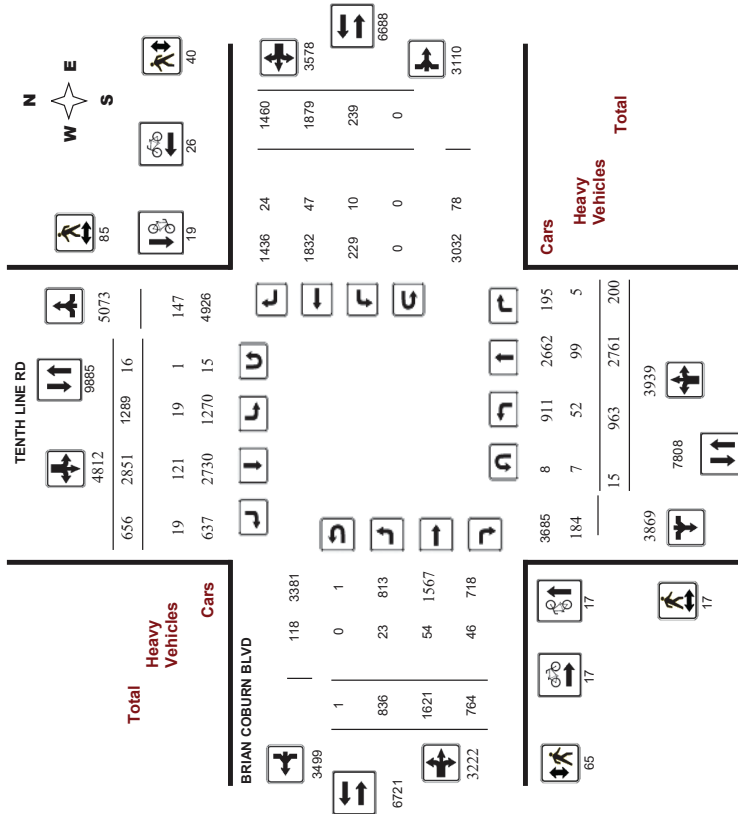 N
W E
S
40
26
85
19
TENTH LINE RD
9885
5073
4812
656 2851 1289 16
19 121 19 1 147
637 2730 1270 15 4926
Total
Heavy
Vehicles
Cars
3578
6688
3110
1436 24 1460
1832 47 1879
229 10 239
0 0 0
3032 78
BRIAN COBURN BLVD
118 3381
1 0 1
836 23 813
1621 54 1567
764 46 718
3499
6721
3222
Cars
Heavy
Vehicles
Total
3685 8 911 2662 195
184 7 52 99 5
15 963 2761 200
3869
7808
3939
17
17
65
17